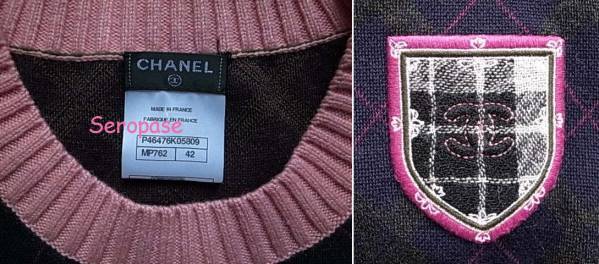 CHANEL
MADE IN FRANCE
FABRIQUE EN FRANCE
Seropase
P46476K05809
MP762 42